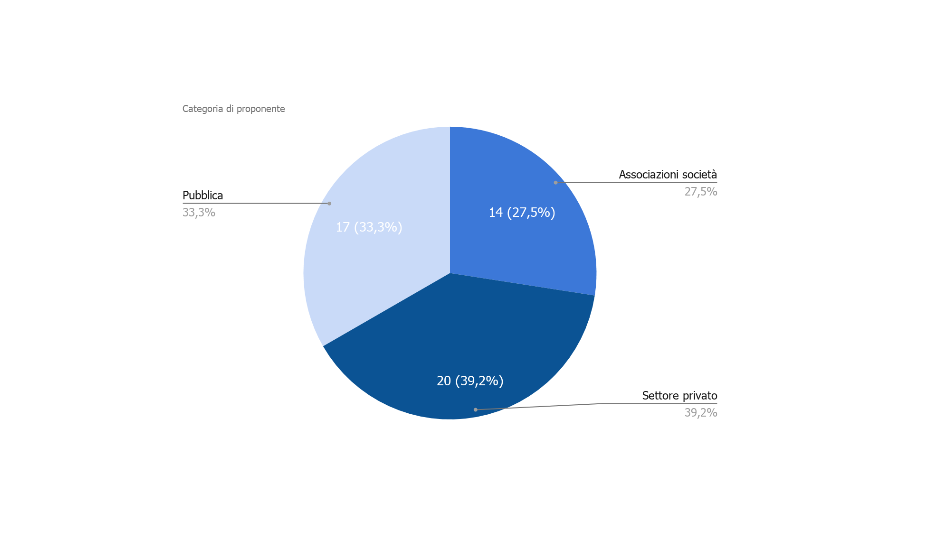 Categoria di proponente
Associazioni società
27,5%
Pubblica
33,3%
14 (27,5%)
17 (33,3%)
20 (39,2%)
Settore privato
39,2%